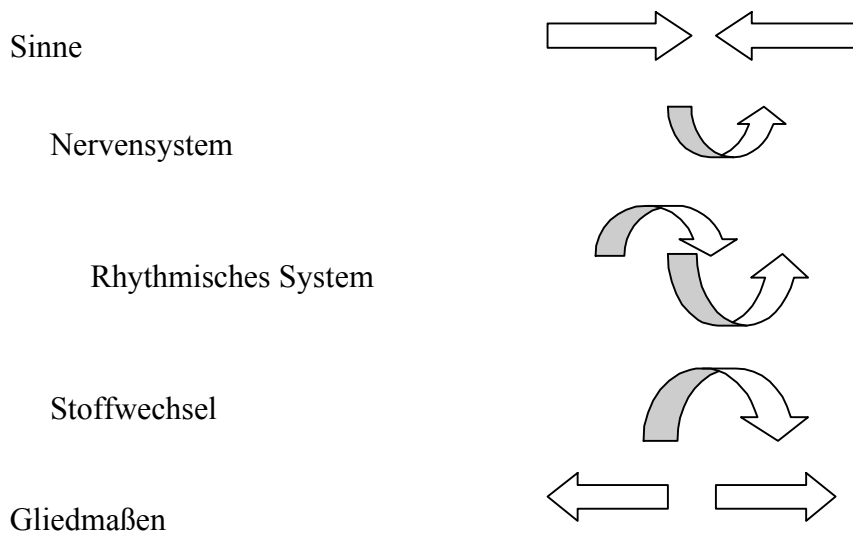 Sinne
Nervensystem
Rhythmisches System
Stoffwechsel
Gliedmaßen